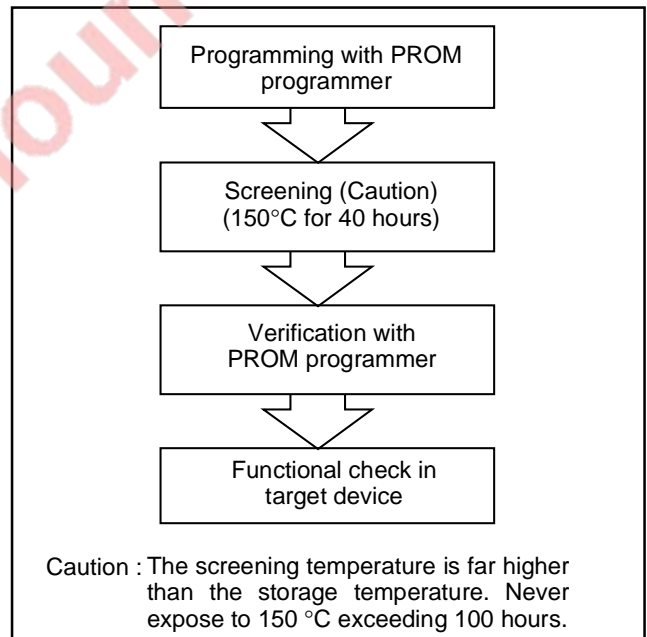 Programming with PROM
programmer
Screening (Caution)
(150°C for 40 hours)
Verification with
PROM programmer
Functional check in
target device
Caution : The screening temperature is far higher
than the storage temperature. Never
expose to 150 °C exceeding 100 hours.